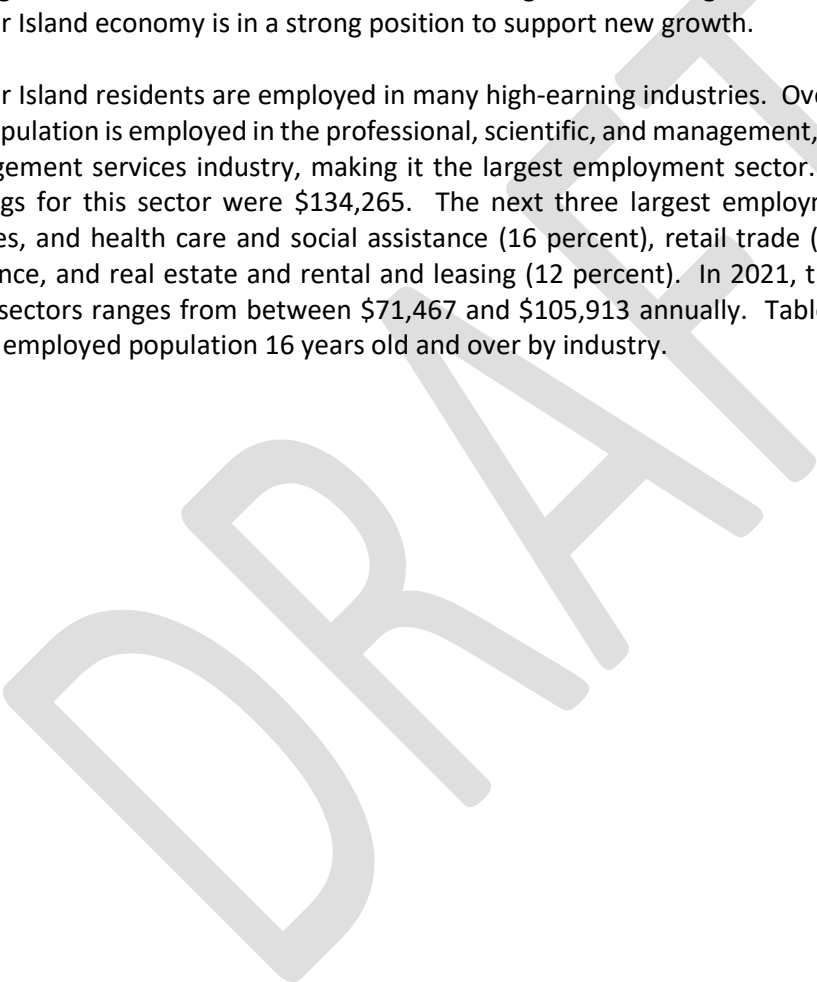 r Island economy is in a strong position to support new growth.
r Island residents are employed in many high-earning industries. Ove
pulation is employed in the professional, scientific, and management,
gement services industry, making it the largest employment sector.
gs for this sector were $134,265. The next three largest employr
es, and health care and social assistance (16 percent), retail trade (
nce, and real estate and rental and leasing (12 percent). In 2021, t
sectors ranges from between $71,467 and $105,913 annually. Table
employed population 16 years old and over by industry.
DRAFT